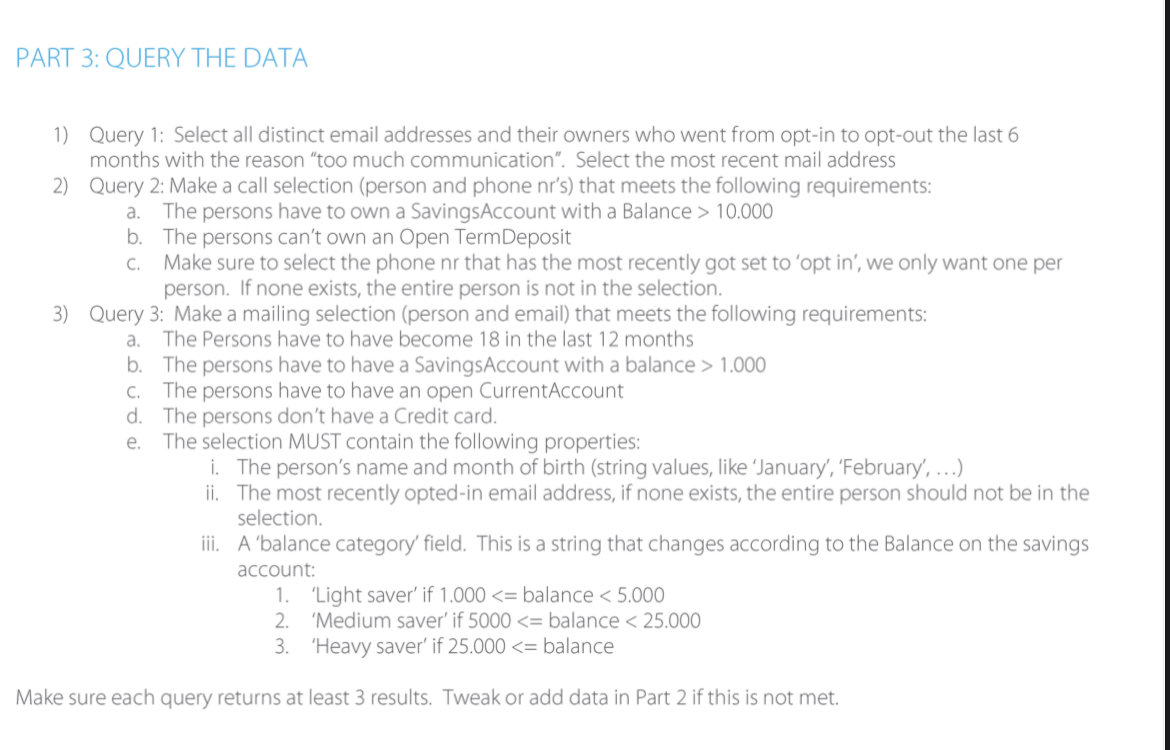 PART 3: QUERY THE DATA
1) Query 1: Select all distinct email addresses and their owners who went from opt-in to opt-out the last 6
months with the reason “too much communication”. Select the most recent mail address
2) Query 2: Make a call selection (person and phone nr’s) that meets the following requirements:
a. The persons have to own a SavingsAccount with a Balance > 10.000
b. The persons can’t own an Open TermDeposit
c. Make sure to select the phone nr that has the most recently got set to ‘opt in’, we only want one per
person. If none exists, the entire person is not in the selection.
3) Query 3: Make a mailing selection (person and email) that meets the following requirements:
a. The Persons have to have become 18 in the last 12 months
b. The persons have to have a SavingsAccount with a balance > 1.000
c. The persons have to have an open CurrentAccount
d. The persons don’t have a Credit card.
e. The selection MUST contain the following properties:
i. The person’s name and month of birth (string values, like ‘January’, ‘February’, …)
ii. The most recently opted-in email address, if none exists, the entire person should not be in the
selection.
iii. A ‘balance category’ field. This is a string that changes according to the Balance on the savings
account:
1. ‘Light saver’ if 1.000 <= balance < 5.000
2. ‘Medium saver’ if 5000 <= balance < 25.000
3. ‘Heavy saver’ if 25.000 <= balance
Make sure each query returns at least 3 results. Tweak or add data in Part 2 if this is not met.